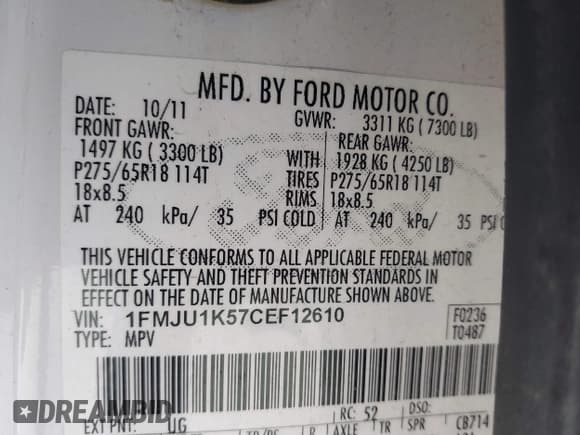 MFD. BY FORD MOTOR CO.
DATE: 10/11 GVWR: 3311 KG ( 7300 LB)
FRONT GAWR: REAR GAWR:
1497 KG ( 3300 LB) WITH 1928 KG ( 4250 LB)
P275/65R18 114T TIRES P275/65R18 114T
18x8.5 RIMS 18x8.5
AT 240 kPa/ 35 PSI COLD AT 240 kPa/ 35 PSI
THIS VEHICLE CONFORMS TO ALL APPLICABLE FEDERAL MOTOR
VEHICLE SAFETY AND THEFT PREVENTION STANDARDS IN
EFFECT ON THE DATE OF MANUFACTURE SHOWN ABOVE.
VIN: 1FMJU1K57CEF12610 F0236
TYPE: MPV T0487
RC: 52 DSO:
EXT PNT: UG AXLE TR SPR CB714
DREAMBID